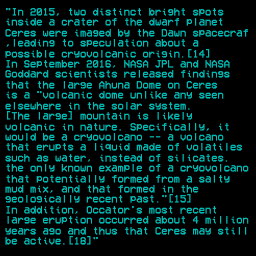 "In 2015, two distinct bright spots
inside a crater of the dwarf planet
Ceres were imaged by the Dawn spacecraf
,leading to speculation about a
possible cryovolcanic origin.[14]
In September 2016, NASA JPL and NASA
Goddard scientists released findings
that the large Ahuna Dome on Ceres
is a "volcanic dome unlike any seen
elsewhere in the solar system.
[The large] mountain is likely
volcanic in nature. Specifically, it
would be a cryovolcano -- a volcano
that erupts a liquid made of volatiles
such as water, instead of silicates.
the only known example of a cryovolcano
that potentially formed from a salty
mud mix, and that formed in the
geologically recent past."[15]
In addition, Occator's most recent
large eruption occurred about 4 million
years ago and thus that Ceres may still
be active.[18]"